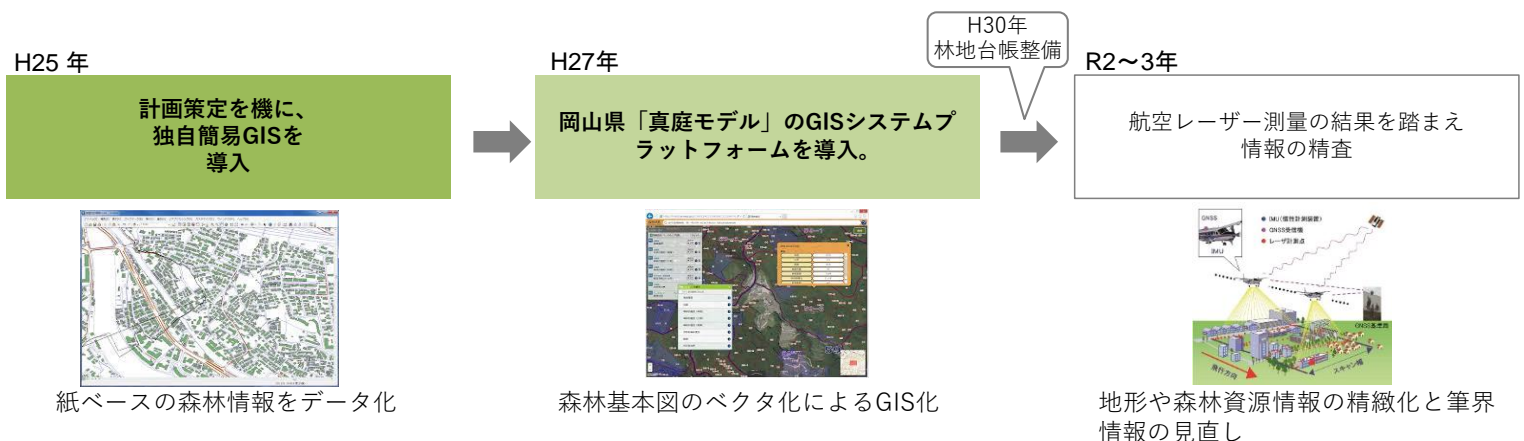 H25 年
計画策定を機に、
独自簡易GISを
導入
紙ベースの森林情報をデータ化
H27年
岡山県「真庭モデル」のGISシステムプ
ラットフォームを導入。
森林基本図のベクタ化によるGIS化
H30年
林地台帳整備
R2～3年
航空レーザー測量の結果を踏まえ
情報の精査
GNSS
IMU
IMU(慣性計測装置)
GNSS受信機
レーザ計測点
GNSS基準局
飛行方向
スキャン幅
地形や森林資源情報の精緻化と筆界
情報の見直し